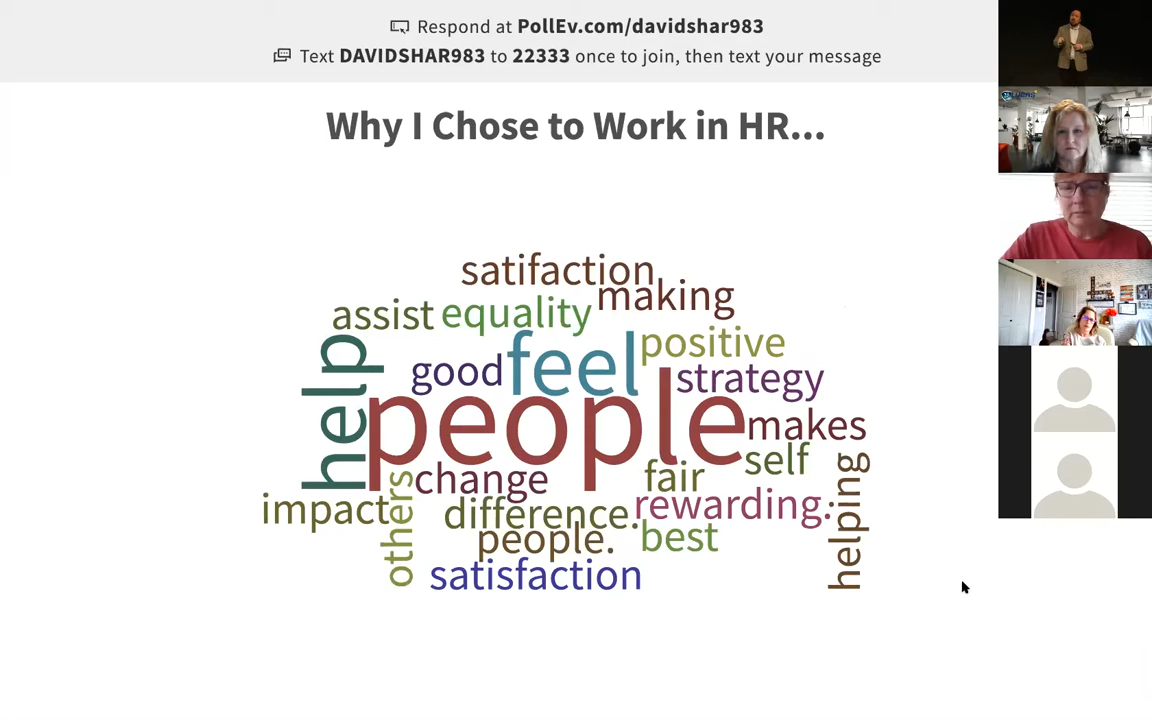 Respond at PollEv.com/davidshar983
Text DAVIDSHAR983 to 22333 once to join, then text your message
Why I Chose to Work in HR...
satifaction
making
assist
equality
help
good
feel
positive
strategy
people
makes
change
fair
self
impact
others
difference.
rewarding.
helping
people.
best
satisfaction